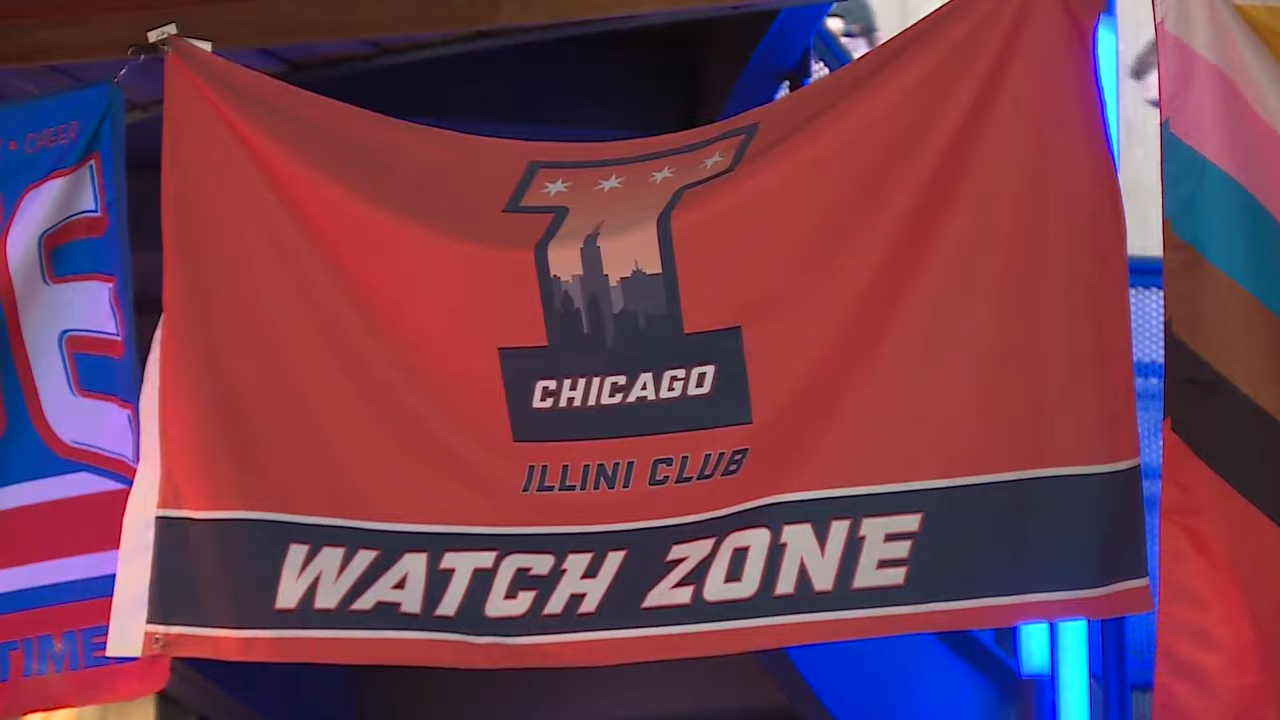 • CHEER
E
TIME
I
CHICAGO
ILLINI CLUB
WATCH ZONE